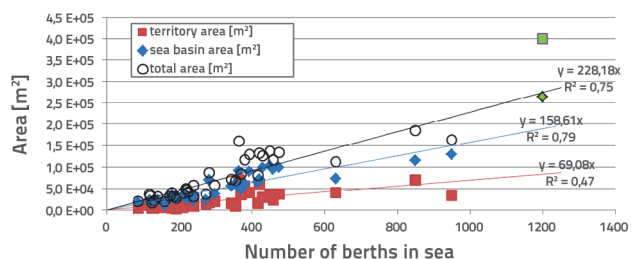 4,5 E+05
4,0 E+05
3,5 E+05
3,0 E+05
2,5 E+05
2,0 E+05
1,5 E+05
1,0 E+05
5,0 E+04
0,0 E+00
Area [m²]
territory area [m²]
sea basin area [m²]
total area [m²]
y = 228,18x
R² = 0,75
y = 158,61x
R² = 0,79
y = 69,08x
R² = 0,47
0 200 400 600 800 1000 1200 1400
Number of berths in sea